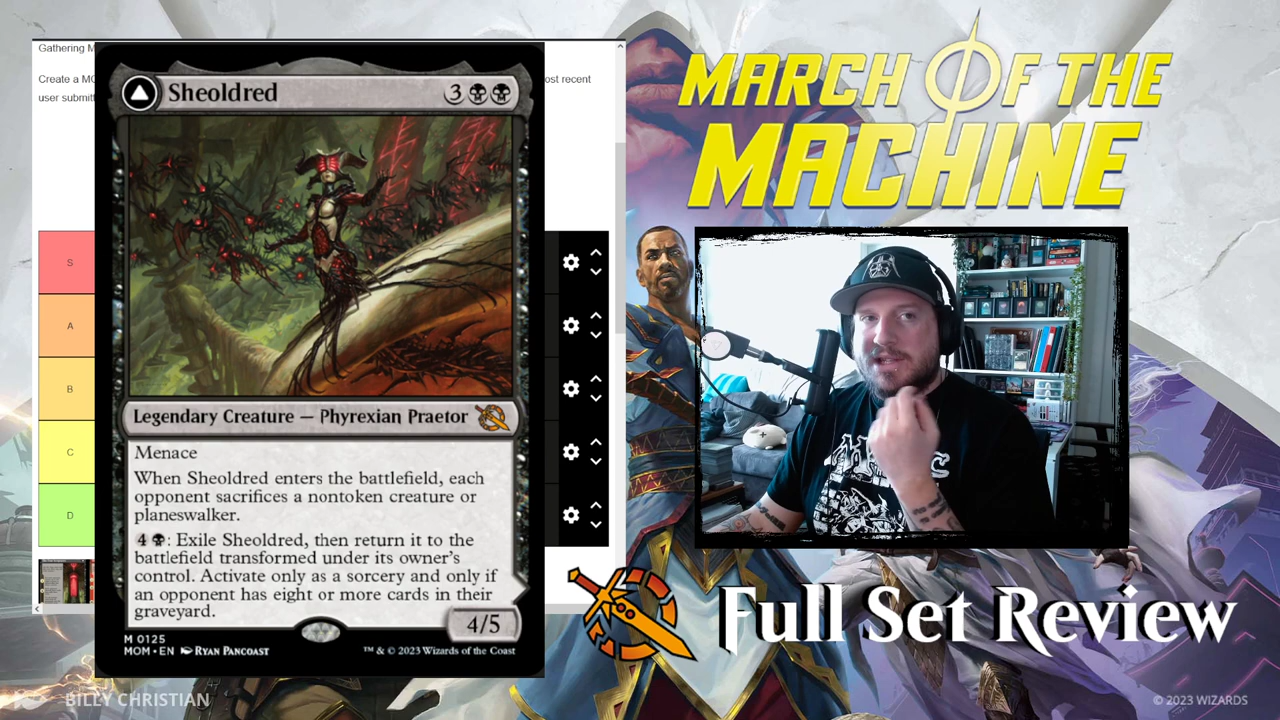 Gathering M
Create a MC
ost recent
user submitt
S
A
B
C
D
Sheoldred
3
Legendary Creature — Phyrexian Praetor
Menace
When Sheoldred enters the battlefield, each
opponent sacrifices a nontoken creature or
planeswalker.
4 : Exile Sheoldred, then return it to the
battlefield transformed under its owner's
control. Activate only as a sorcery and only if
an opponent has eight or more cards in their
graveyard.
4/5
M 0125
MOM • EN RYAN PANCOAST
™ & © 2023 Wizards of the Coast
MARCH OF THE
MACHINE
Full Set Review
BILLY CHRISTIAN
© 2023 WIZARDS